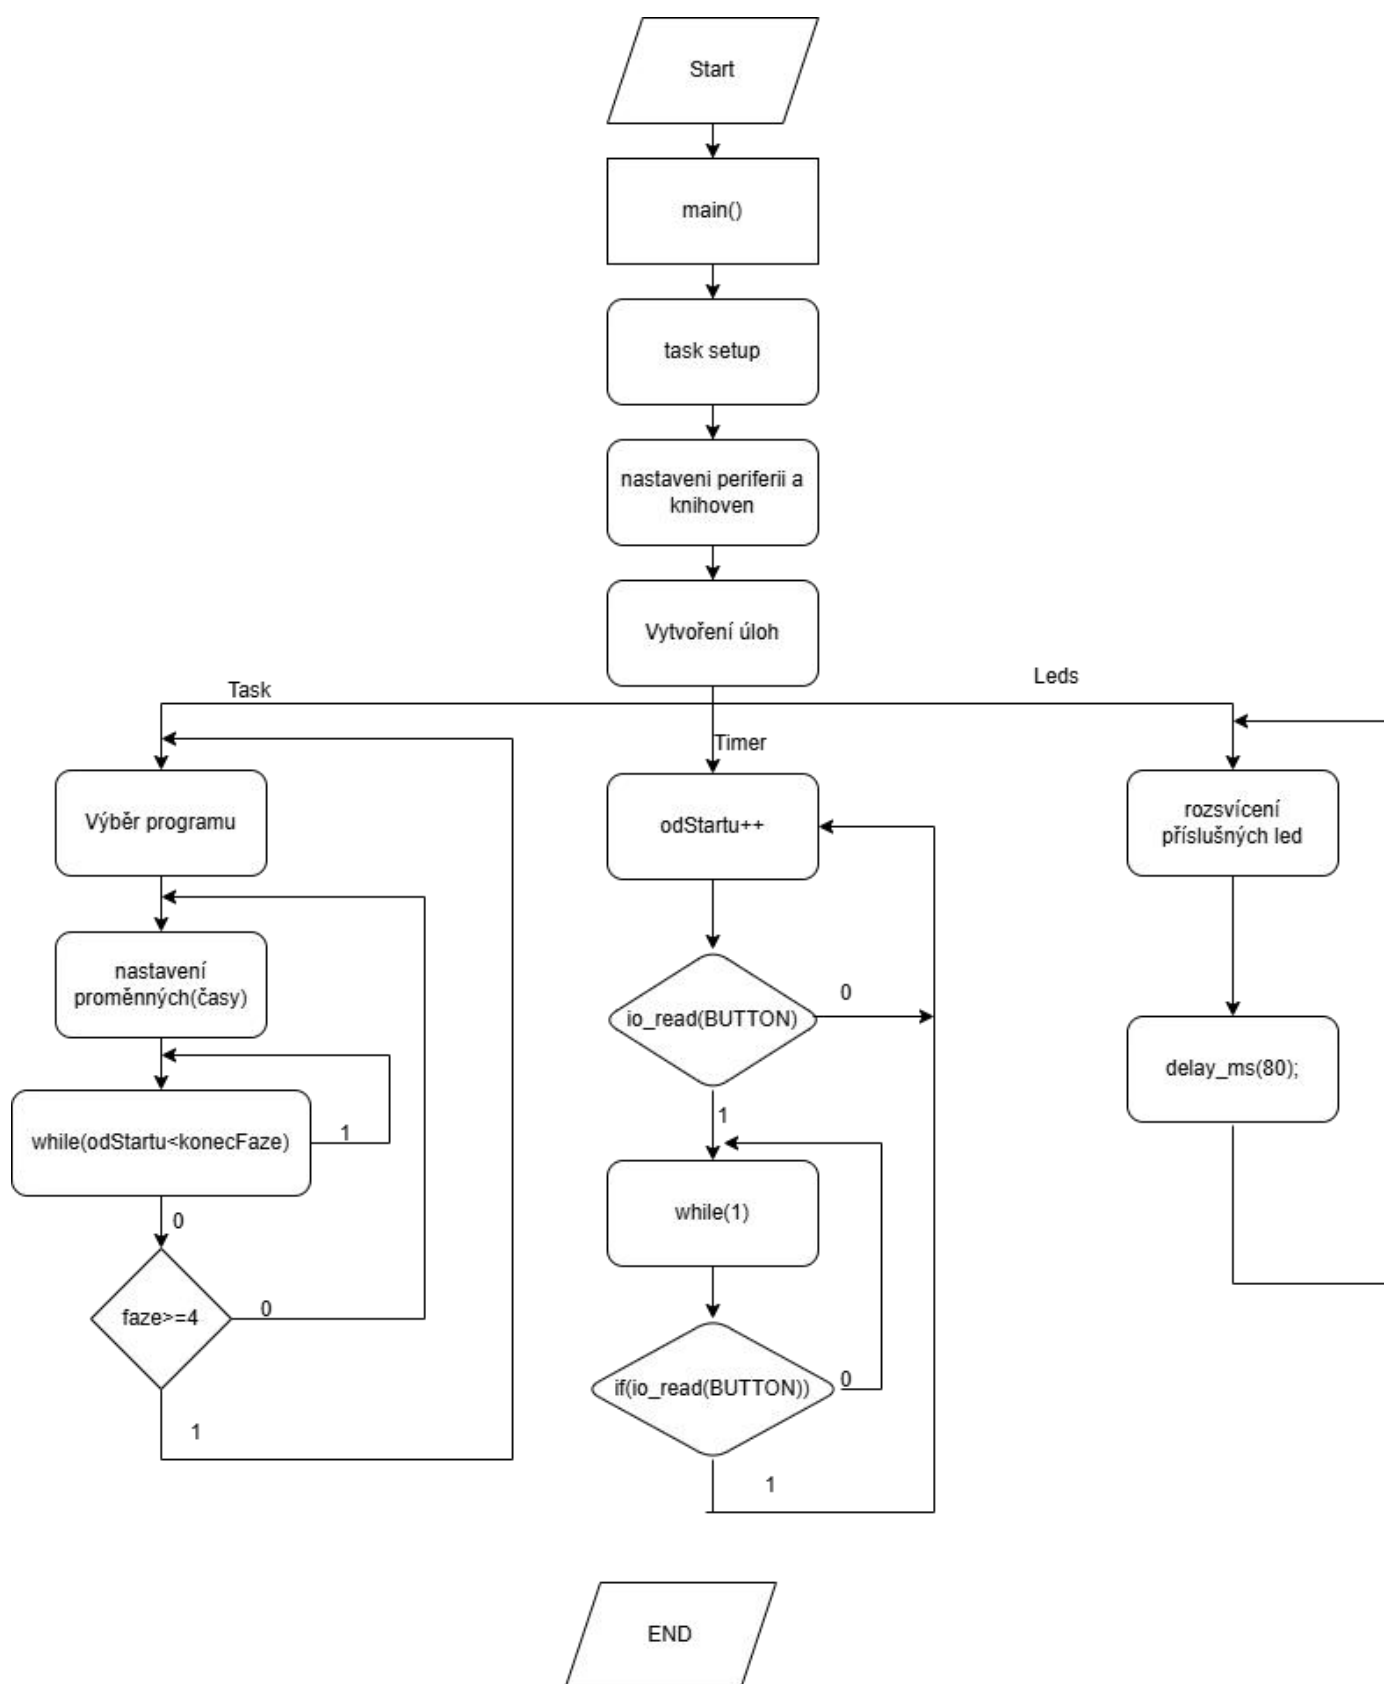 Start
main()
task setup
nastaveni periferii a
knihoven
Vytvoření úloh
Task
Leds
Timer
Výběr programu
odStartu++
rozsvícení
příslušných led
nastavení
proměnných(časy)
io_read(BUTTON)
0
delay_ms(80);
while(odStartu<konecFaze)
1
1
while(1)
0
faze>=4
0
if(io_read(BUTTON))
0
1
1
END